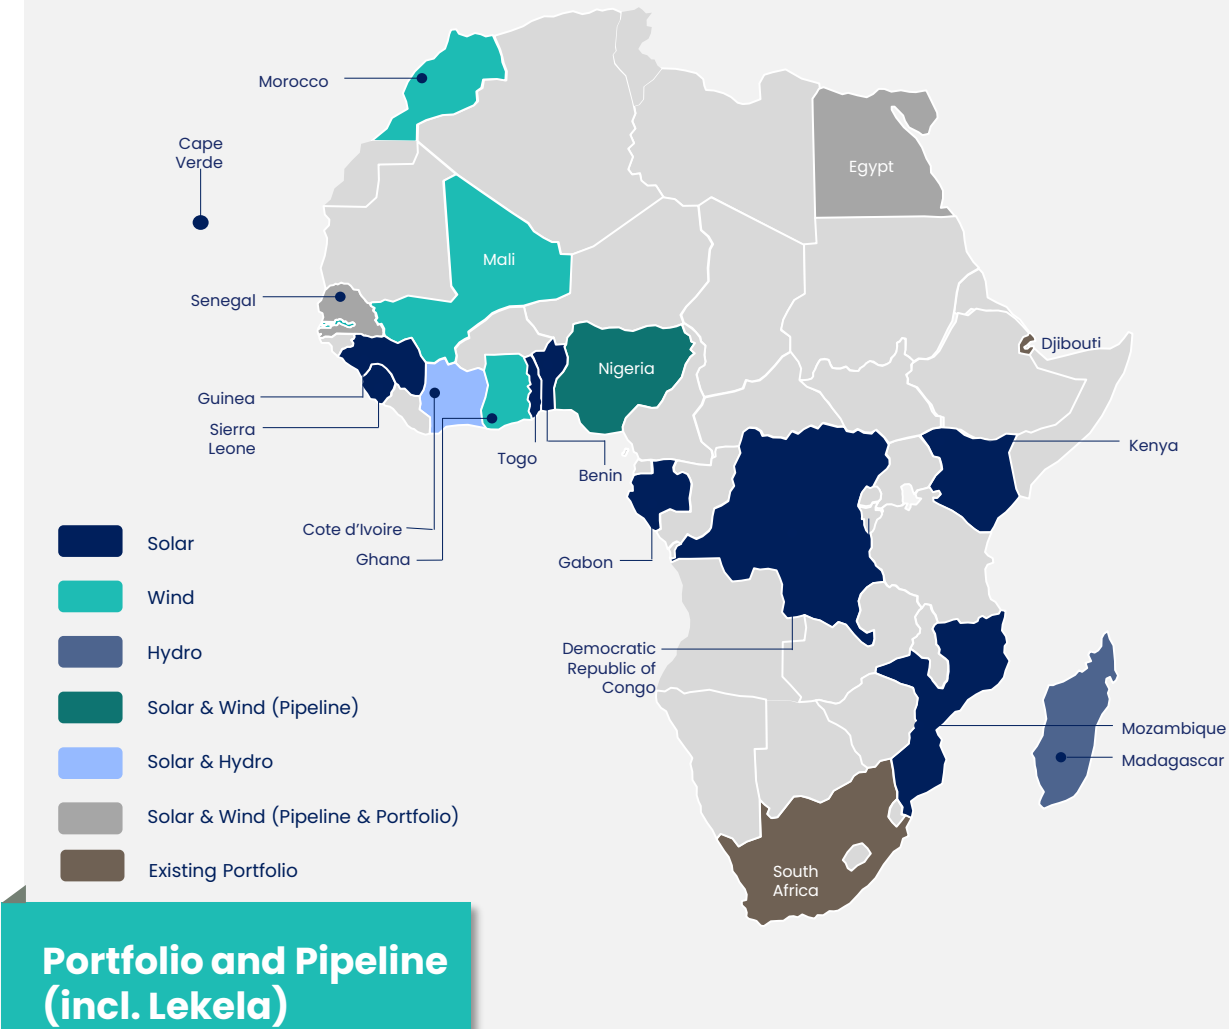 Morocco
Cape
Verde
Egypt
Mali
Senegal
Djibouti
Nigeria
Guinea
Sierra
Leone
Togo
Benin
Kenya
Cote d’Ivoire
Ghana
Gabon
Democratic
Republic of
Congo
Mozambique
Madagascar
South
Africa
Solar
Wind
Hydro
Solar & Wind (Pipeline)
Solar & Hydro
Solar & Wind (Pipeline & Portfolio)
Existing Portfolio
Portfolio and Pipeline
(incl. Lekela)